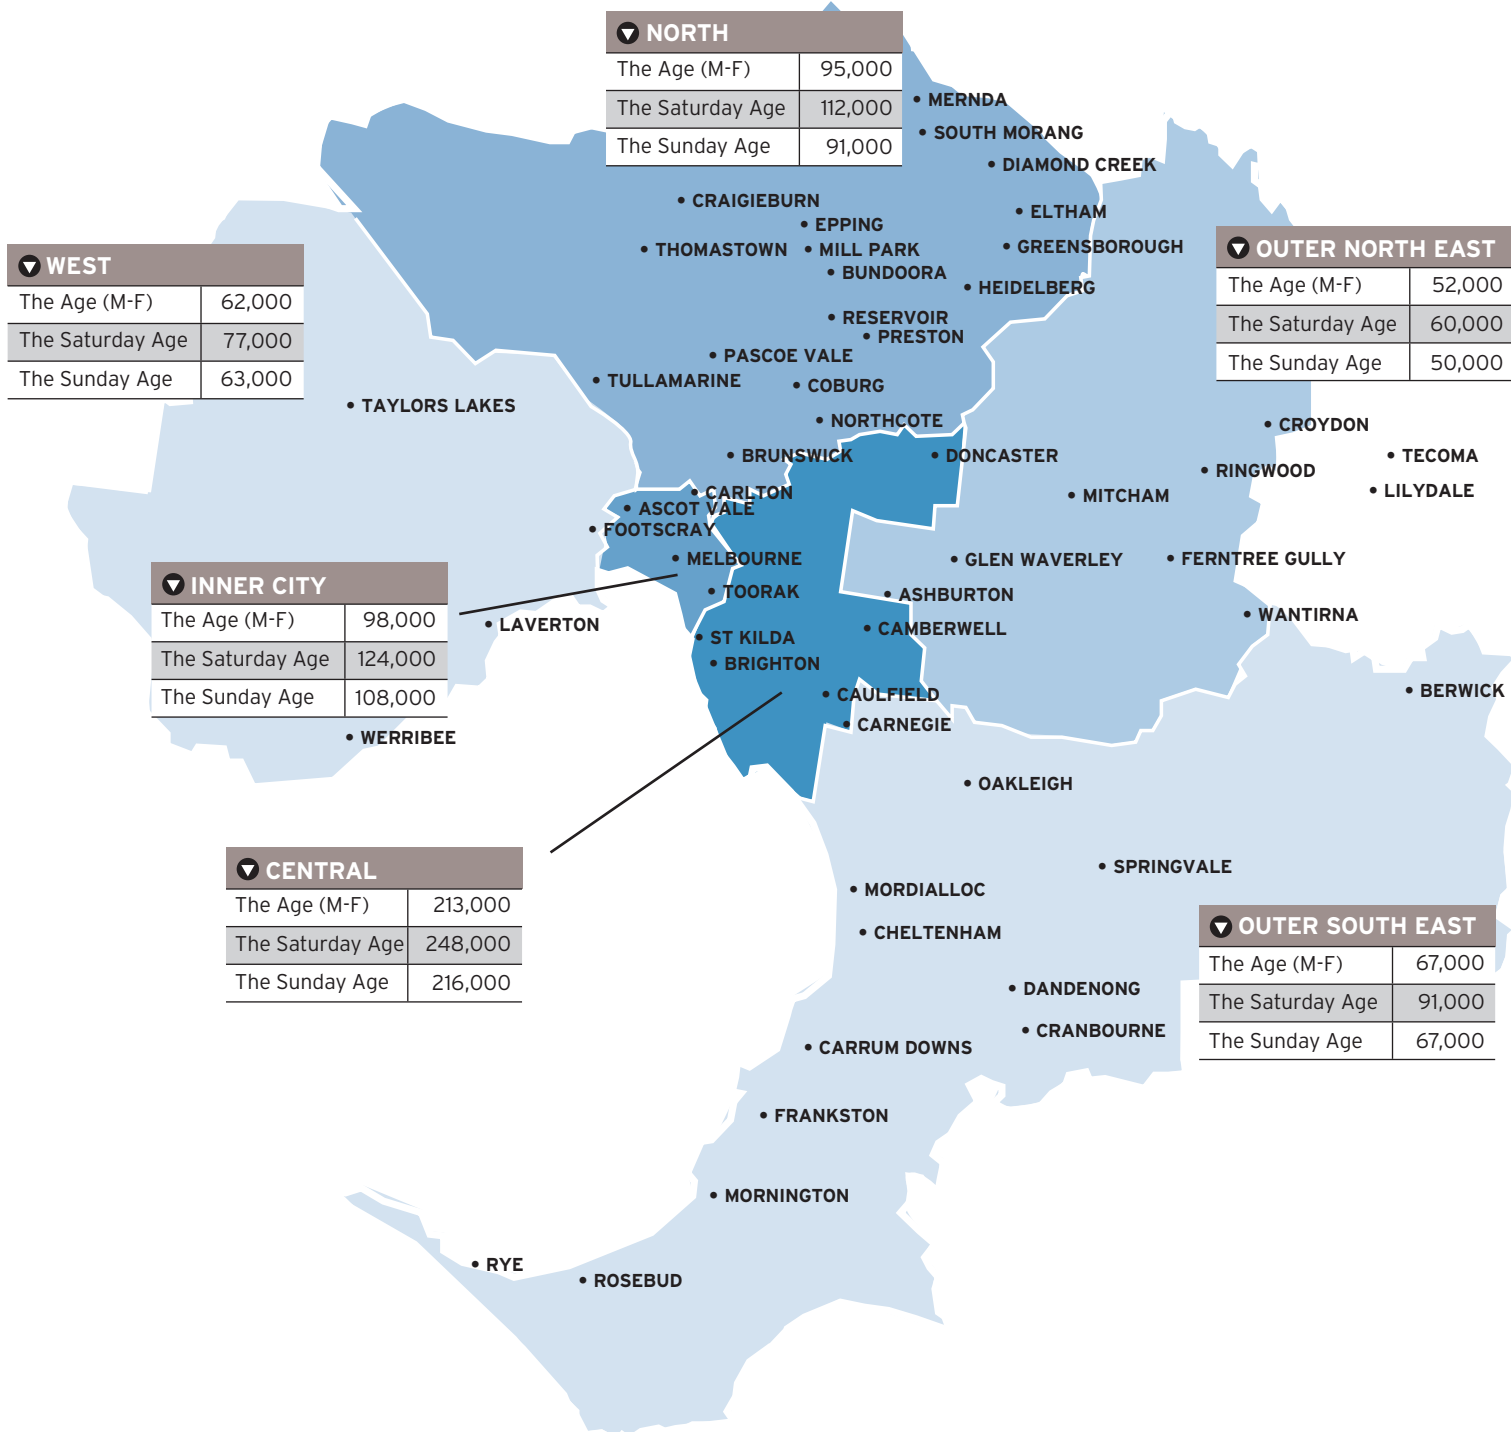 NORTH
The Age (M-F) 95,000
The Saturday Age 112,000
The Sunday Age 91,000
MERNDA
SOUTH MORANG
DIAMOND CREEK
CRAIGIEBURN
ELTHAM
EPPING
THOMASTOWN
MILL PARK
GREENSBOROUGH
BUNDOORA
HEIDELBERG
RESERVOIR
PRESTON
PASCOE VALE
TULLAMARINE
COBURG
NORTHCOTE
BRUNSWICK
WEST
The Age (M-F) 62,000
The Saturday Age 77,000
The Sunday Age 63,000
TAYLORS LAKES
OUTER NORTH EAST
The Age (M-F) 52,000
The Saturday Age 60,000
The Sunday Age 50,000
CROYDON
TECOMA
RINGWOOD
LILYDALE
DONCASTER
MITCHAM
CARLTON
ASCOT VALE
FOOTSCRAY
MELBOURNE
GLEN WAVERLEY
FERNTREE GULLY
TOORAK
ASHBURTON
WANTIRNA
INNER CITY
The Age (M-F) 98,000
The Saturday Age 124,000
The Sunday Age 108,000
LAVERTON
ST KILDA
CAMBERWELL
BRIGHTON
CAULFIELD
BERWICK
CARNEGIE
WERRIBEE
OAKLEIGH
CENTRAL
The Age (M-F) 213,000
The Saturday Age 248,000
The Sunday Age 216,000
SPRINGVALE
MORDIALLOC
CHELTENHAM
OUTER SOUTH EAST
The Age (M-F) 67,000
The Saturday Age 91,000
The Sunday Age 67,000
DANDENONG
CRANBOURNE
CARRUM DOWNS
FRANKSTON
MORNINGTON
RYE
ROSEBUD